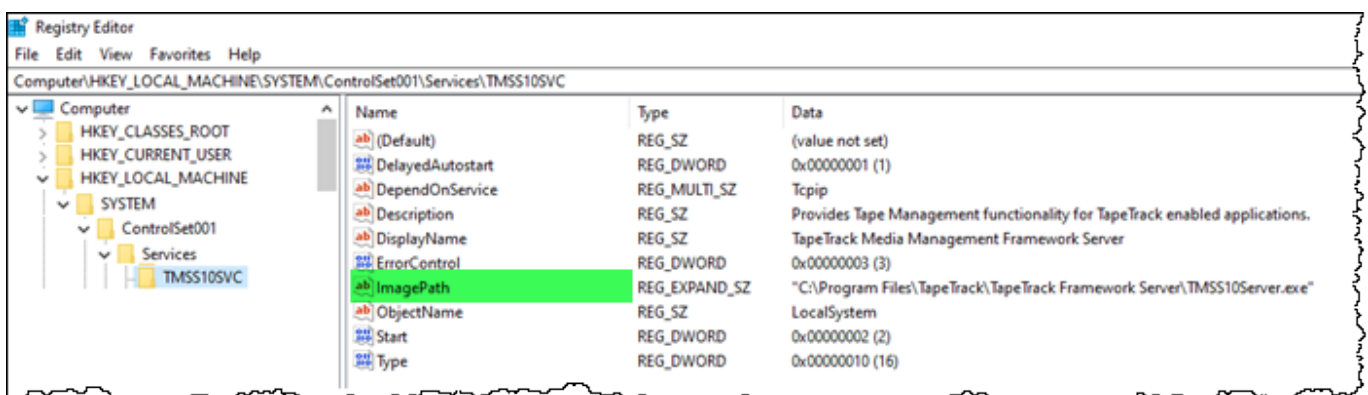 Registry Editor
File Edit View Favorites Help
Computer\HKEY_LOCAL_MACHINE\SYSTEM\ControlSet001\Services\TMSS10SVC
Computer
HKEY_CLASSES_ROOT
HKEY_CURRENT_USER
HKEY_LOCAL_MACHINE
SYSTEM
ControlSet001
Services
TMSS10SVC
Name Type Data
(Default) REG_SZ (value not set)
DelayedAutostart REG_DWORD 0x00000001 (1)
DependOnService REG_MULTI_SZ Tcpip
Description REG_SZ Provides Tape Management functionality for TapeTrack enabled applications.
DisplayName REG_SZ TapeTrack Media Management Framework Server
ErrorControl REG_DWORD 0x00000003 (3)
ImagePath REG_EXPAND_SZ "C:\Program Files\TapeTrack\TapeTrack Framework Server\TMSS10Server.exe"
ObjectName REG_SZ LocalSystem
Start REG_DWORD 0x00000002 (2)
Type REG_DWORD 0x00000010 (16)